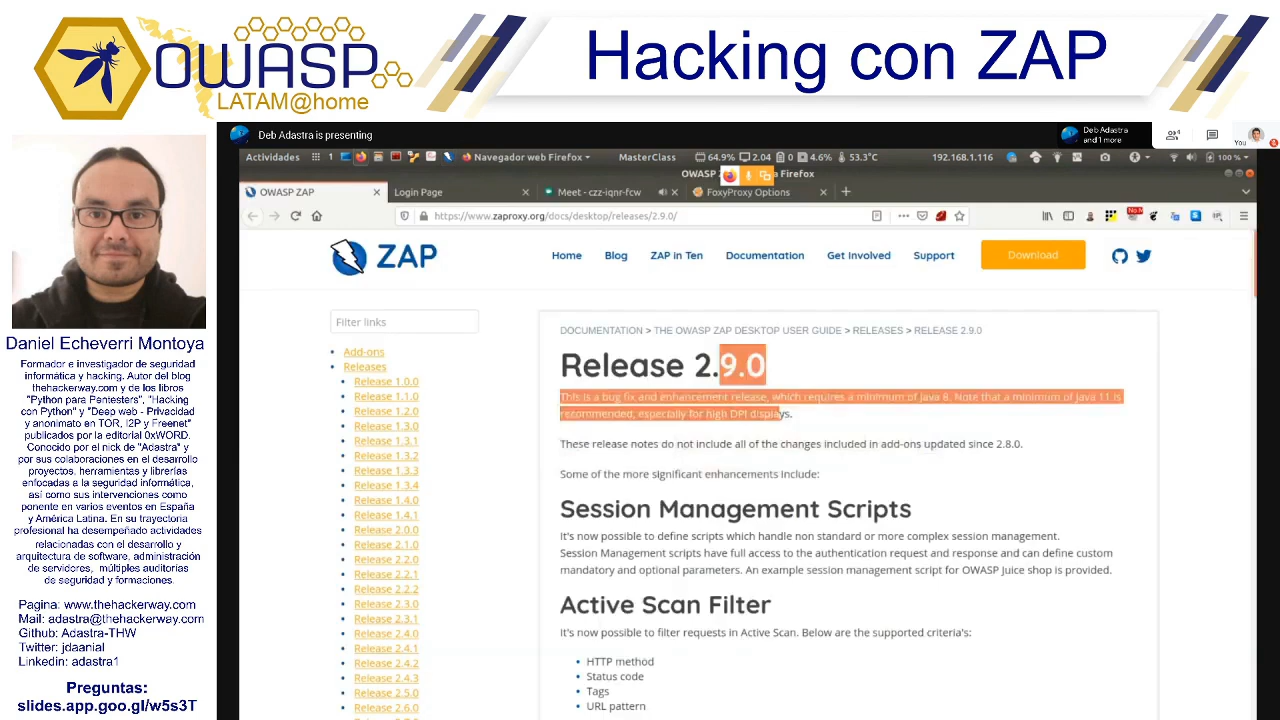 OWASP
LATAM@home
Hacking con ZAP
Daniel Echeverri Montoya
Formador e investigador de seguridad
informática y hacking. Autor del blog
thehackerway.com y de los libros
"Python para Pentesters", "Hacking
con Python" y "Deep web - Privacidad
con TOR, I2P y Freenet"
publicados por la editorial 0xWORD.
Conocido por el nick de "Adastra" y
por sus colaboraciones en el desarrollo
proyectos, herramientas y librerías
enfocados a la seguridad informática,
así como sus intervenciones como
ponente en varios eventos en España
y América Latina. En su trayectoria
profesional ha desempeñado actividades
relacionadas con el desarrollo y
arquitectura de software, administración
de servidores, múltiples auditorias
de seguridad y formaciones.
Pagina: www.thehackerway.com
Mail: adastra@thehackerway.com
Github: Adastra-THW
Twitter: jdaanial
Linkedin: adastra1
Preguntas:
slides.app.goo.gl/w5s3T
Deb Adastra is presenting
Deb Adastra
and 1 more
You
Actividades
1
Navegador web Firefox
MasterClass
64.9%
2.04
0
4.6%
53.3°C
192.168.1.116
100 %
Firefox
OWASP ZAP
Login Page
Meet - czz-iqnr-fcw
FoxyProxy Options
https://www.zaproxy.org/docs/desktop/releases/2.9.0/
ZAP
Home
Blog
ZAP in Ten
Documentation
Get Involved
Support
Download
Filter links
Add-ons
Releases
Release 1.0.0
Release 1.1.0
Release 1.2.0
Release 1.3.0
Release 1.3.1
Release 1.3.2
Release 1.3.3
Release 1.3.4
Release 1.4.0
Release 1.4.1
Release 2.0.0
Release 2.1.0
Release 2.2.0
Release 2.2.1
Release 2.2.2
Release 2.3.0
Release 2.3.1
Release 2.4.0
Release 2.4.1
Release 2.4.2
Release 2.4.3
Release 2.5.0
Release 2.6.0
DOCUMENTATION > THE OWASP ZAP DESKTOP USER GUIDE > RELEASES > RELEASE 2.9.0
Release 2.9.0
This is a bug fix and enhancement release, which requires a minimum of Java 8. Note that a minimum of Java 11 is
recommended, especially for high DPI displays.
These release notes do not include all of the changes included in add-ons updated since 2.8.0.
Some of the more significant enhancements include:
Session Management Scripts
It's now possible to define scripts which handle non standard or more complex session management.
Session Management scripts have full access to the authentication request and response and can define custom
mandatory and optional parameters. An example session management script for OWASP Juice shop is provided.
Active Scan Filter
It's now possible to filter requests in Active Scan. Below are the supported criteria's:
HTTP method
Status code
Tags
URL pattern